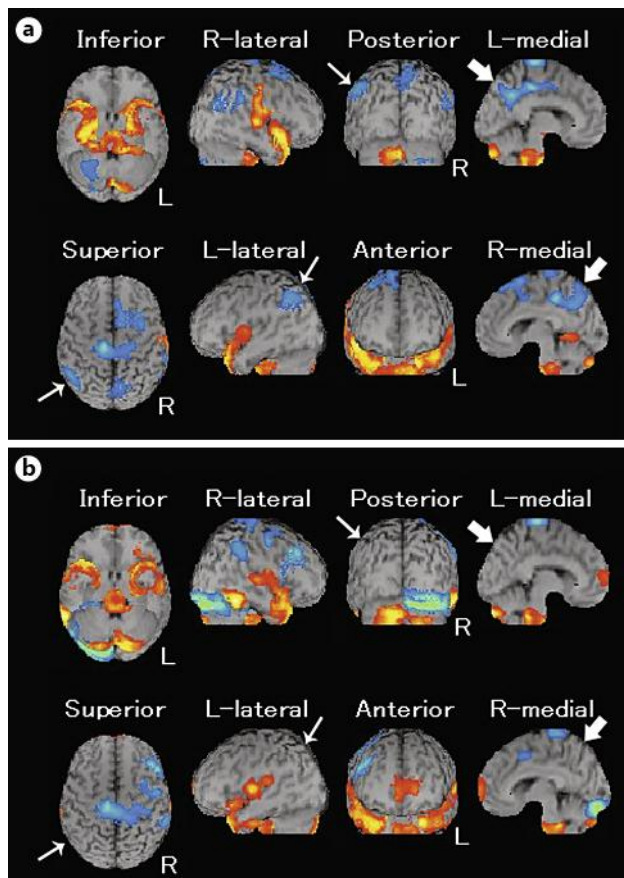 a
Inferior R-lateral Posterior L-medial
L R
Superior L-lateral Anterior R-medial
R L
b
Inferior R-lateral Posterior L-medial
L R
Superior L-lateral Anterior R-medial
R L